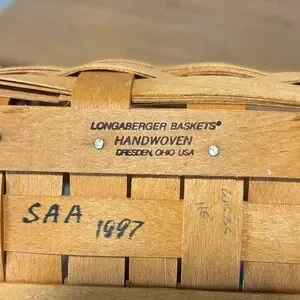 LONGABERGER BASKETS®
HANDWOVEN
DRESDEN, OHIO USA
SAA 1997